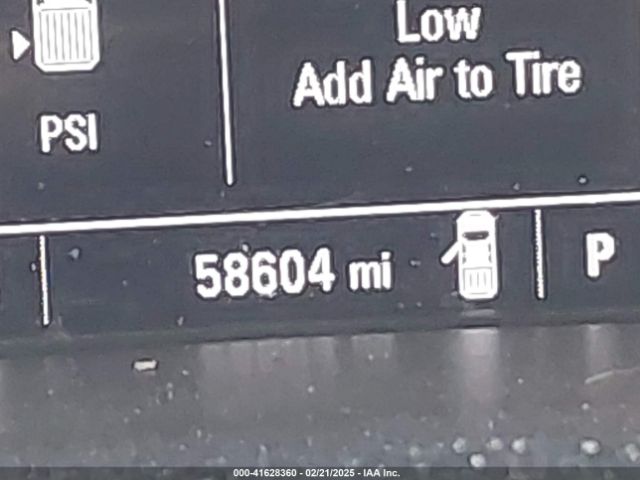 Low
Add Air to Tire
PSI
58604 mi
P
000-41628360 - 02/21/2025 - IAA Inc.